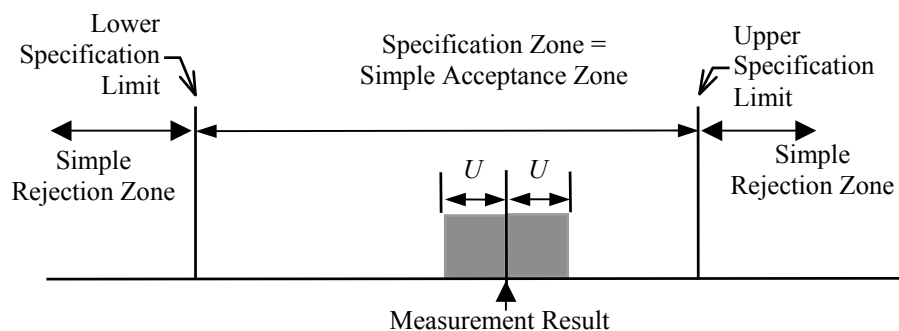 Lower
Specification
Limit
Specification Zone =
Simple Acceptance Zone
Upper
Specification
Limit
Simple
Rejection Zone
U
U
Simple
Rejection Zone
Measurement Result